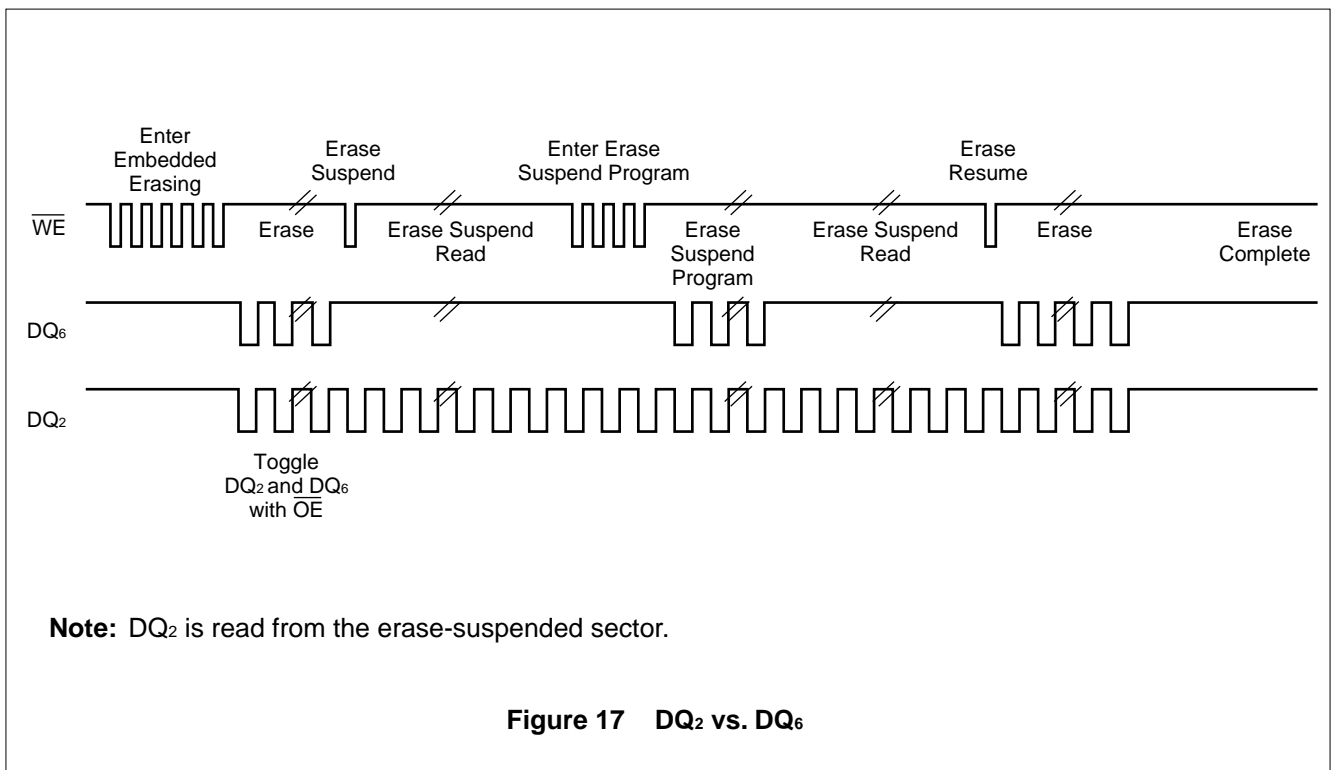 Enter
Embedded
Erasing
Erase
Suspend
Enter Erase
Suspend Program
Erase
Resume
WE
Erase
Erase Suspend
Read
Erase
Suspend
Program
Erase Suspend
Read
Erase
Erase
Complete
DQ6
DQ2
Toggle
DQ2 and DQ6
with OE
Note: DQ2 is read from the erase-suspended sector.
Figure 17 DQ2 vs. DQ6